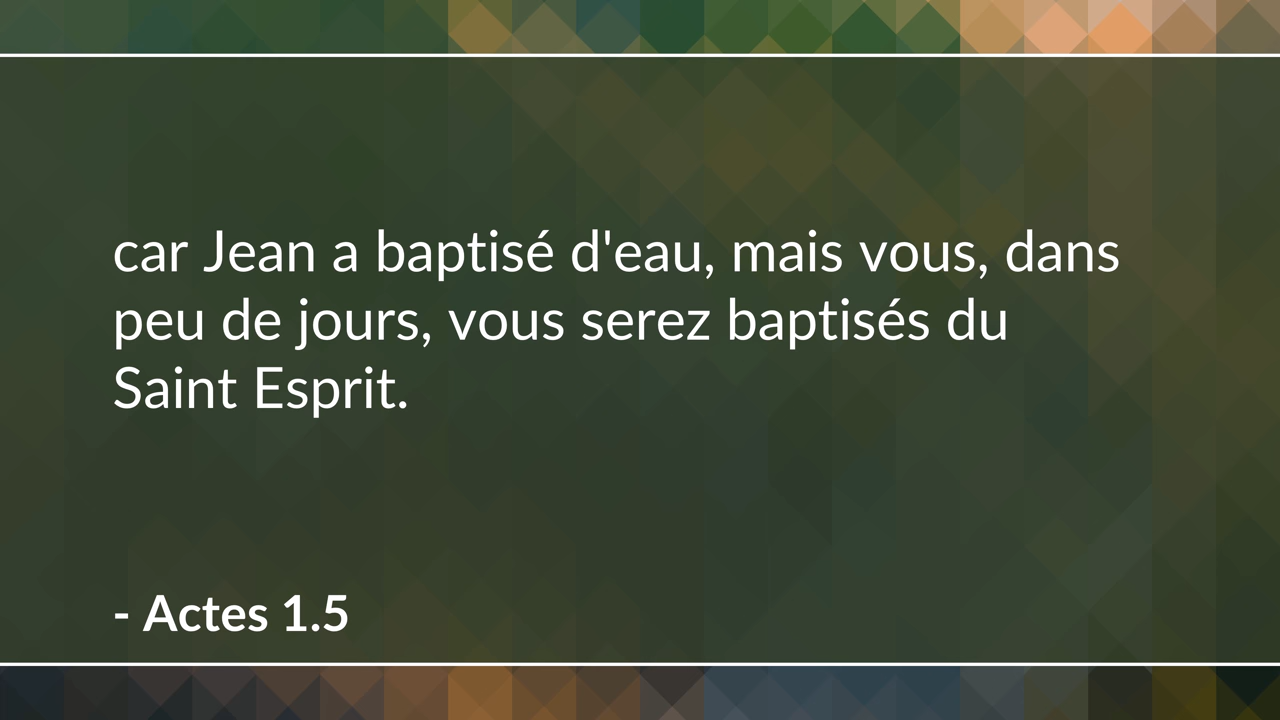 car Jean a baptisé d'eau, mais vous, dans
peu de jours, vous serez baptisés du
Saint Esprit.
- Actes 1.5